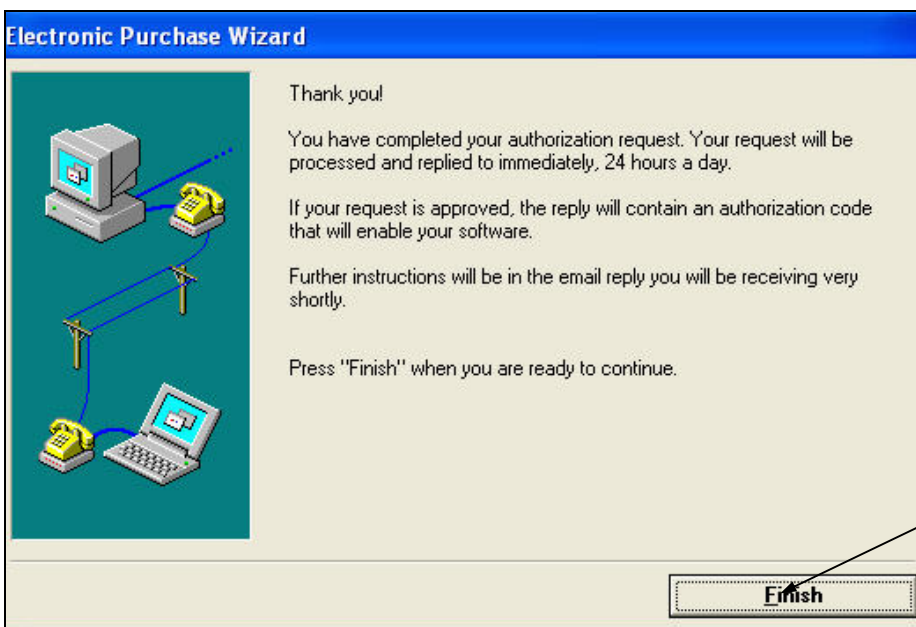 Electronic Purchase Wizard
Thank you!
You have completed your authorization request. Your request will be
processed and replied to immediately, 24 hours a day.
If your request is approved, the reply will contain an authorization code
that will enable your software.
Further instructions will be in the email reply you will be receiving very
shortly.
Press "Finish" when you are ready to continue.
Finish